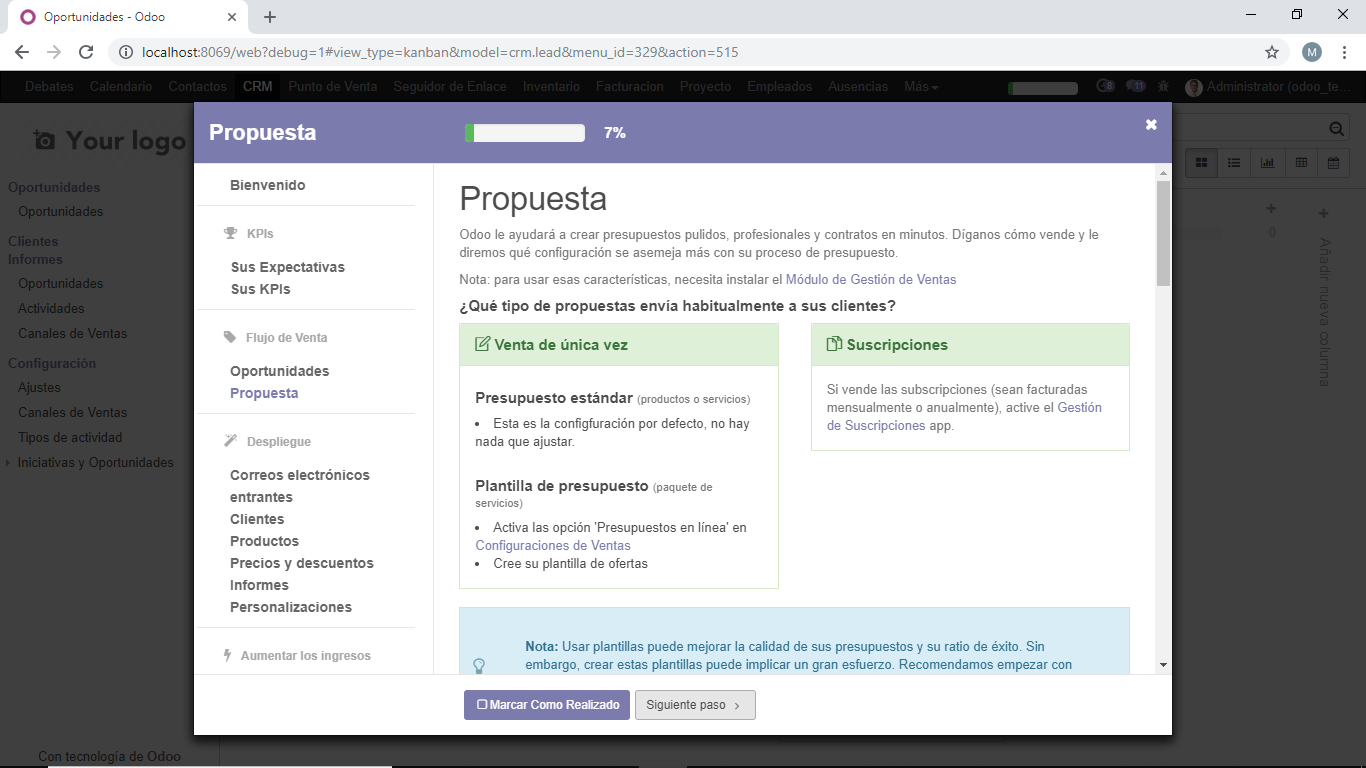 Oportunidades - Odoo
localhost:8069/web?debug=1#view_type=kanban&model=crm.lead&menu_id=329&action=515
M
Debates Calendario Contactos CRM Punto de Venta Seguidor de Enlace Inventario Facturacion Proyecto Empleados Ausencias Más 8 11 Administrator (odoo_te...
Your logo
Oportunidades
Oportunidades
Clientes
Informes
Oportunidades
Actividades
Canales de Ventas
Configuración
Ajustes
Canales de Ventas
Tipos de actividad
Iniciativas y Oportunidades
Con tecnología de Odoo
Propuesta 7%
Bienvenido
KPIs
Sus Expectativas
Sus KPIs
Flujo de Venta
Oportunidades
Propuesta
Despliegue
Correos electrónicos
entrantes
Clientes
Productos
Precios y descuentos
Informes
Personalizaciones
Aumentar los ingresos
Propuesta
Odoo le ayudará a crear presupuestos pulidos, profesionales y contratos en minutos. Díganos cómo vende y le
diremos qué configuración se asemeja más con su proceso de presupuesto.
Nota: para usar esas características, necesita instalar el Módulo de Gestión de Ventas
¿Qué tipo de propuestas envía habitualmente a sus clientes?
Venta de única vez
Presupuesto estándar (productos o servicios)
• Esta es la configfuración por defecto, no hay
nada que ajustar.
Plantilla de presupuesto (paquete de
servicios)
• Activa las opción 'Presupuestos en línea' en
Configuraciones de Ventas
• Cree su plantilla de ofertas
Suscripciones
Si vende las subscripciones (sean facturadas
mensualmente o anualmente), active el Gestión
de Suscripciones app.
Nota: Usar plantillas puede mejorar la calidad de sus presupuestos y su ratio de éxito. Sin
embargo, crear estas plantillas puede implicar un gran esfuerzo. Recomendamos empezar con
Marcar Como Realizado
Siguiente paso
0
Añadir nueva columna